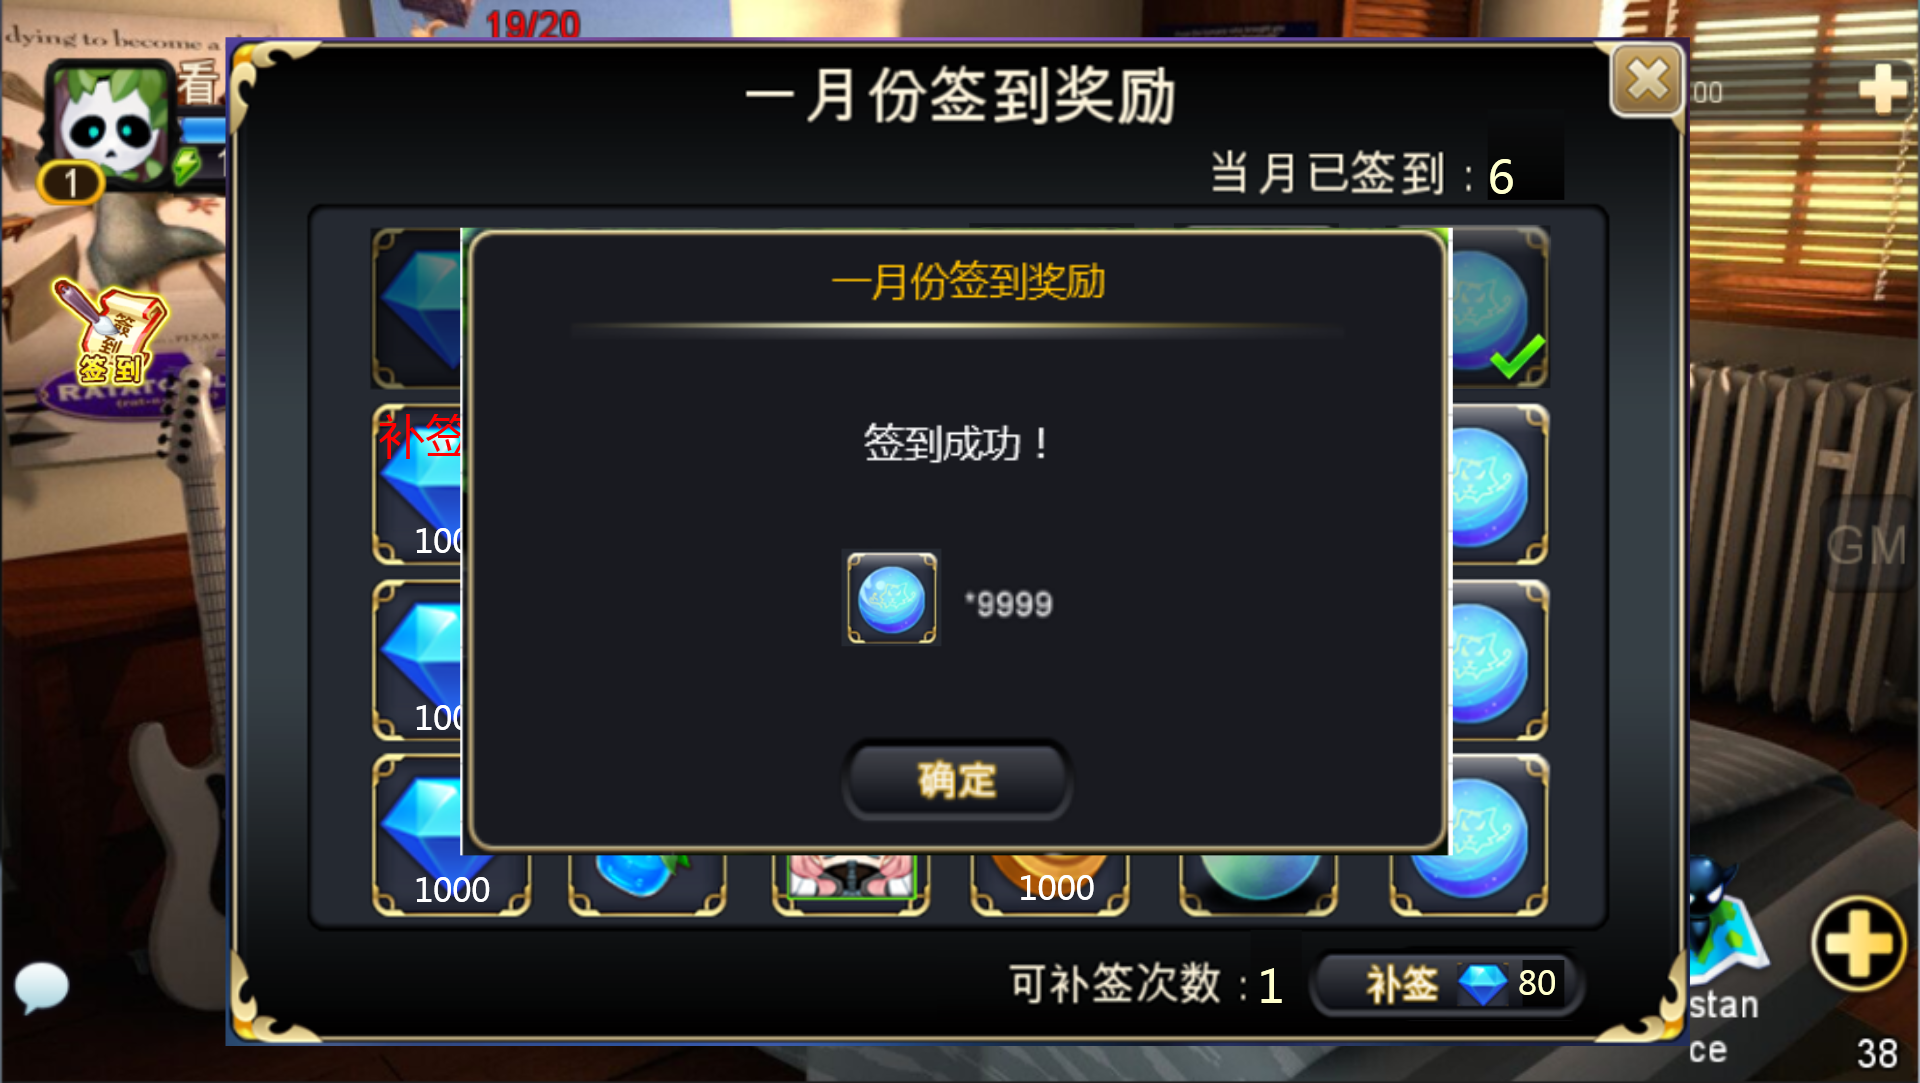 dying to become a
19/20
看
1
一月份签到奖励
00
当月已签到：6
一月份签到奖励
签到
签到
补签
签到成功！
100
GM
*9999
100
确定
1000
1000
可补签次数：1
补签 80
stan
ce
38